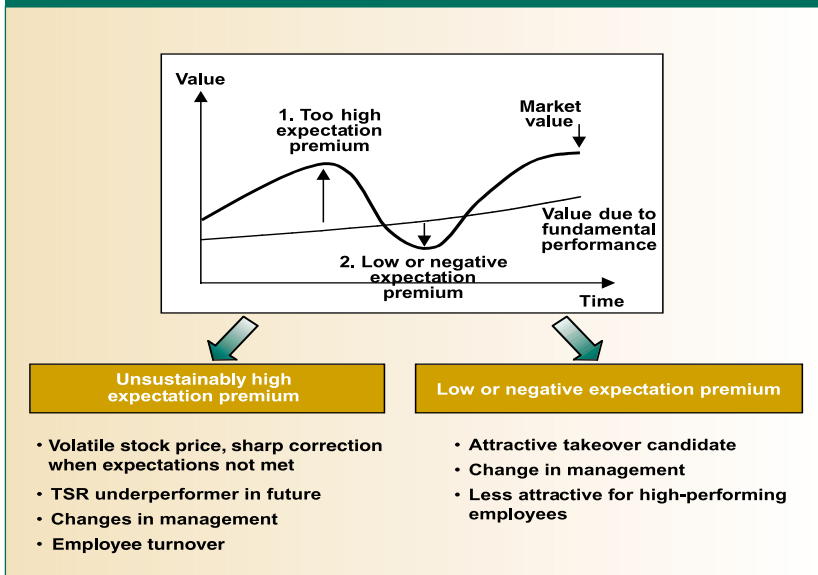 Value
1. Too high
expectation
premium
Market
value
Value due to
fundamental
performance
2. Low or negative
expectation
premium
Time
Unsustainably high
expectation premium
• Volatile stock price, sharp correction
when expectations not met
• TSR underperformer in future
• Changes in management
• Employee turnover
Low or negative expectation premium
• Attractive takeover candidate
• Change in management
• Less attractive for high-performing
employees